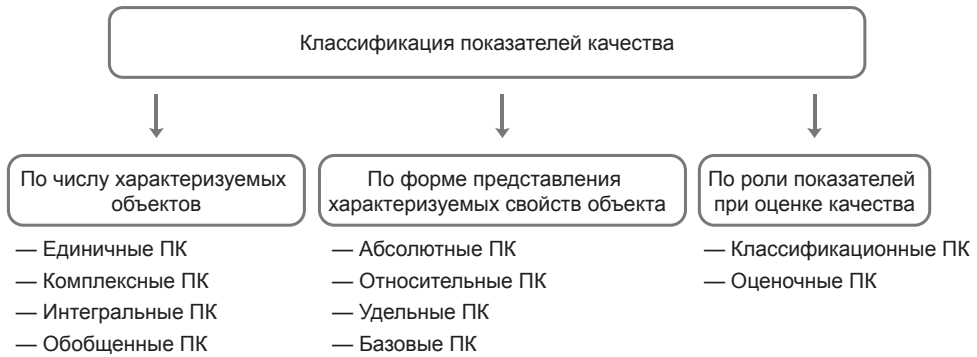 Классификация показателей качества
По числу характеризуемых
объектов
— Единичные ПК
— Комплексные ПК
— Интегральные ПК
— Обобщенные ПК
По форме представления
характеризуемых свойств объекта
— Абсолютные ПК
— Относительные ПК
— Удельные ПК
— Базовые ПК
По роли показателей
при оценке качества
— Классификационные ПК
— Оценочные ПК